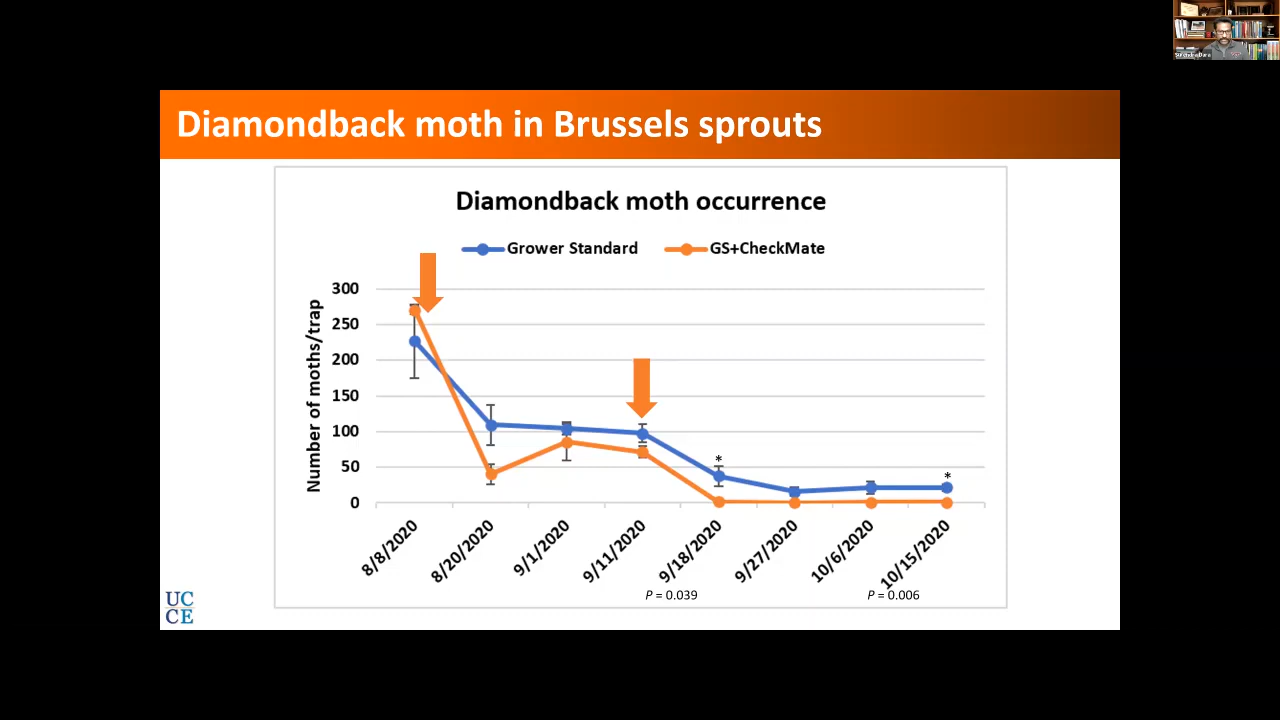 Diamondback moth in Brussels sprouts
Diamondback moth occurrence
Grower Standard GS+CheckMate
Number of moths/trap
300
250
200
150
100
50
0
*
*
8/8/2020 8/20/2020 9/1/2020 9/11/2020 9/18/2020 9/27/2020 10/6/2020 10/15/2020
P = 0.039 P = 0.006
UC
CE